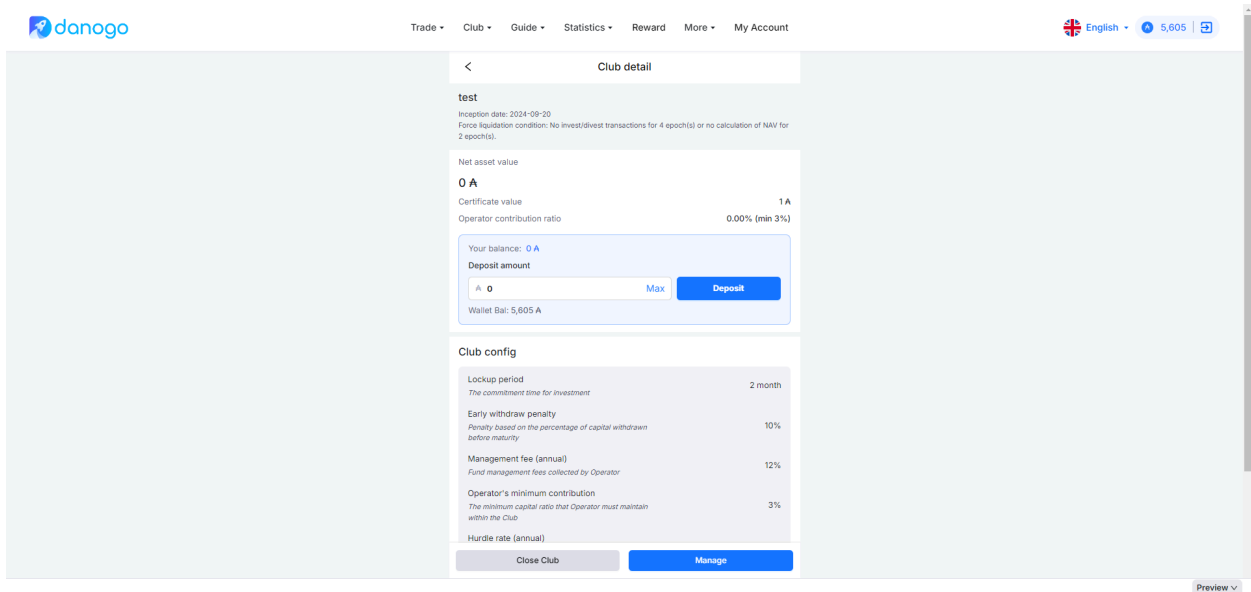 danogo
Trade Club Guide Statistics Reward More My Account
English 5,605
Club detail
test
Inception date: 2024-09-20
Force liquidation condition: No invest/divest transactions for 4 epoch(s) or no calculation of NAV for
2 epoch(s).
Net asset value
0 ₳
Certificate value 1 ₳
Operator contribution ratio 0.00% (min 3%)
Your balance: 0 ₳
Deposit amount
₳ 0 Max Deposit
Wallet Bal: 5,605 ₳
Club config
Lockup period
The commitment time for investment
2 month
Early withdraw penalty
Penalty based on the percentage of capital withdrawn
before maturity
10%
Management fee (annual)
Fund management fees collected by Operator
12%
Operator's minimum contribution
The minimum capital ratio that Operator must maintain
within the Club
3%
Hurdle rate (annual)
Close Club Manage
Preview